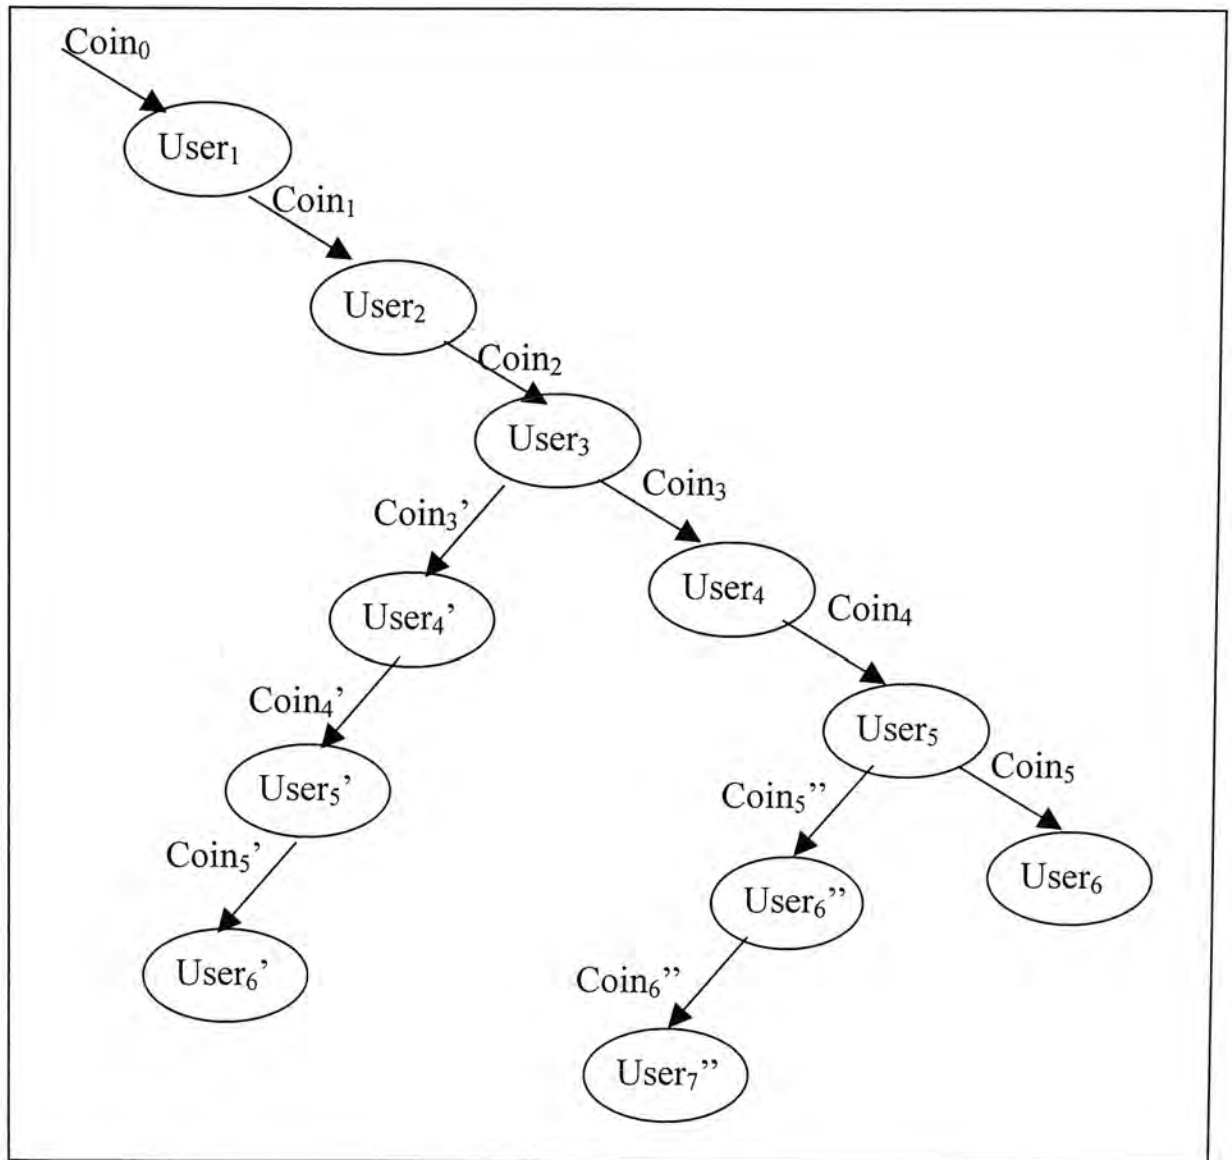 Coin₀
User₁
Coin₁
User₂
Coin₂
User₃
Coin₃
Coin₃’
User₄
User₄’
Coin₄
Coin₄’
User₅
User₅’
Coin₅
Coin₅”
Coin₅’
User₆
User₆”
User₆’
Coin₆”
User₇”